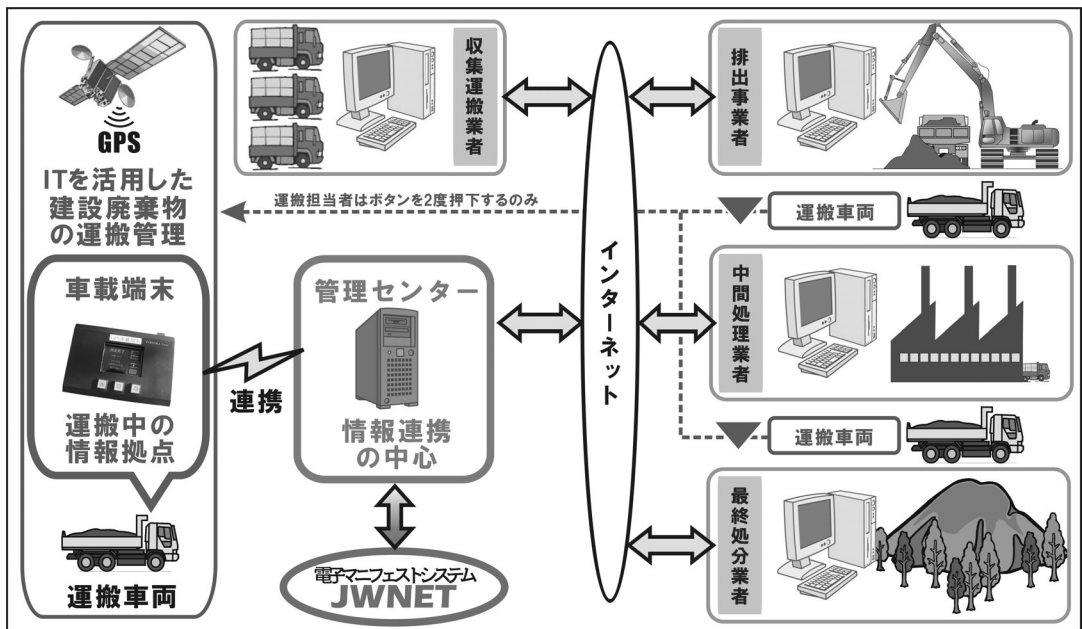 GPS
ITを活用した
建設廃棄物
の運搬管理
車載端末
運搬中の
情報拠点
運搬車両
収集運搬業者
運搬担当者はボタンを2度押下するのみ
管理センター
情報連携
の中心
連携
電子マニフェストシステム
JWNET
インターネット
排出事業者
運搬車両
中間処理業者
運搬車両
最終処分業者